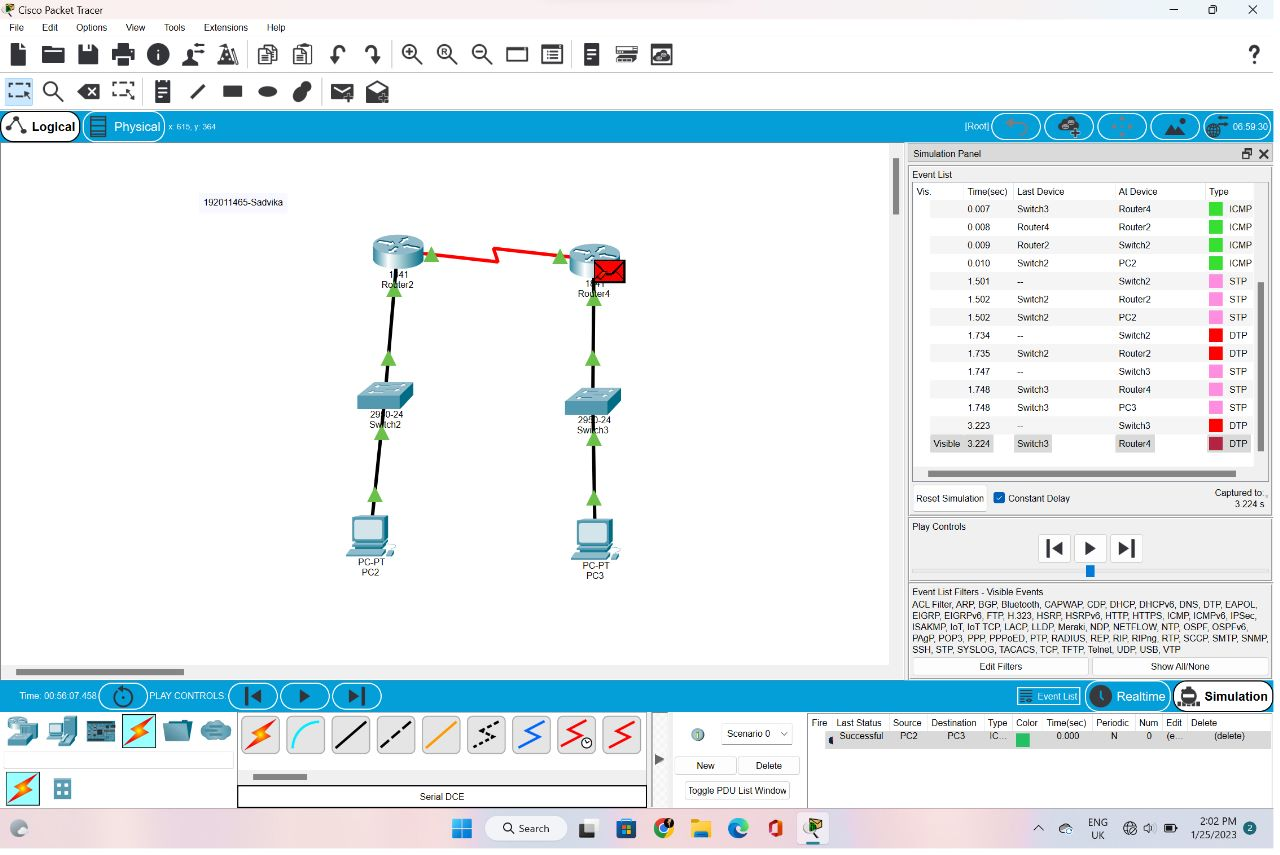 Cisco Packet Tracer
File Edit Options View Tools Extensions Help
Logical Physical x: 615, y: 364 [Root] 06:59:30
192011465-Sadvika
1841
Router2
1841
Router4
2950-24
Switch2
2950-24
Switch3
PC-PT
PC2
PC-PT
PC3
Simulation Panel
Event List
Vis. Time(sec) Last Device At Device Type
0.007 Switch3 Router4 ICMP
0.008 Router4 Router2 ICMP
0.009 Router2 Switch2 ICMP
0.010 Switch2 PC2 ICMP
1.501 -- Switch2 STP
1.502 Switch2 Router2 STP
1.502 Switch2 PC2 STP
1.734 -- Switch2 DTP
1.735 Switch2 Router2 DTP
1.747 -- Switch3 STP
1.748 Switch3 Router4 STP
1.748 Switch3 PC3 STP
3.223 -- Switch3 DTP
Visible 3.224 Switch3 Router4 DTP
Reset Simulation Constant Delay Captured to:
3.224 s
Play Controls
Event List Filters - Visible Events
ACL Filter, ARP, BGP, Bluetooth, CAPWAP, CDP, DHCP, DHCPv6, DNS, DTP, EAPOL,
EIGRP, EIGRPv6, FTP, H.323, HSRP, HSRPv6, HTTP, HTTPS, ICMP, ICMPv6, IPSec,
ISAKMP, IoT, IoT TCP, LACP, LLDP, Meraki, NDP, NETFLOW, NTP, OSPF, OSPFv6,
PAgP, POP3, PPP, PPPoED, PTP, RADIUS, REP, RIP, RIPng, RTP, SCCP, SMTP, SNMP,
SSH, STP, SYSLOG, TACACS, TCP, TFTP, Telnet, UDP, USB, VTP
Edit Filters Show All/None
Time: 00:56:07.458 PLAY CONTROLS: Event List Realtime Simulation
Scenario 0
New Delete
Toggle PDU List Window
Serial DCE
Fire Last Status Source Destination Type Color Time(sec) Periodic Num Edit Delete
Successful PC2 PC3 IC... 0.000 N 0 (e... (delete)
Search
ENG
UK
2:02 PM
1/25/2023
2